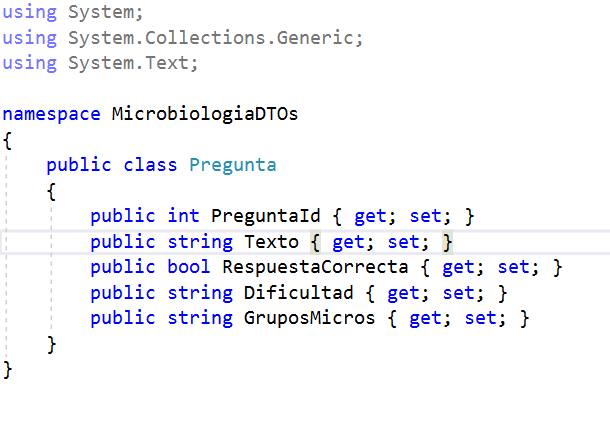 using System;
using System.Collections.Generic;
using System.Text;
namespace MicrobiologiaDTOs
{
public class Pregunta
{
public int PreguntaId { get; set; }
public string Texto { get; set; }
public bool RespuestaCorrecta { get; set; }
public string Dificultad { get; set; }
public string GruposMicros { get; set; }
}
}